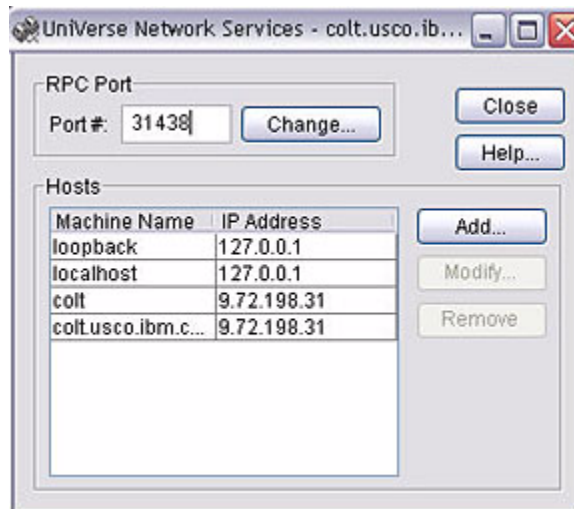 UniVerse Network Services - colt.usco.ib...
RPC Port
Port #: 31438 Change...
Close
Help...
Hosts
Machine Name IP Address
loopback 127.0.0.1
localhost 127.0.0.1
colt 9.72.198.31
colt.usco.ibm.c... 9.72.198.31
Add...
Modify...
Remove